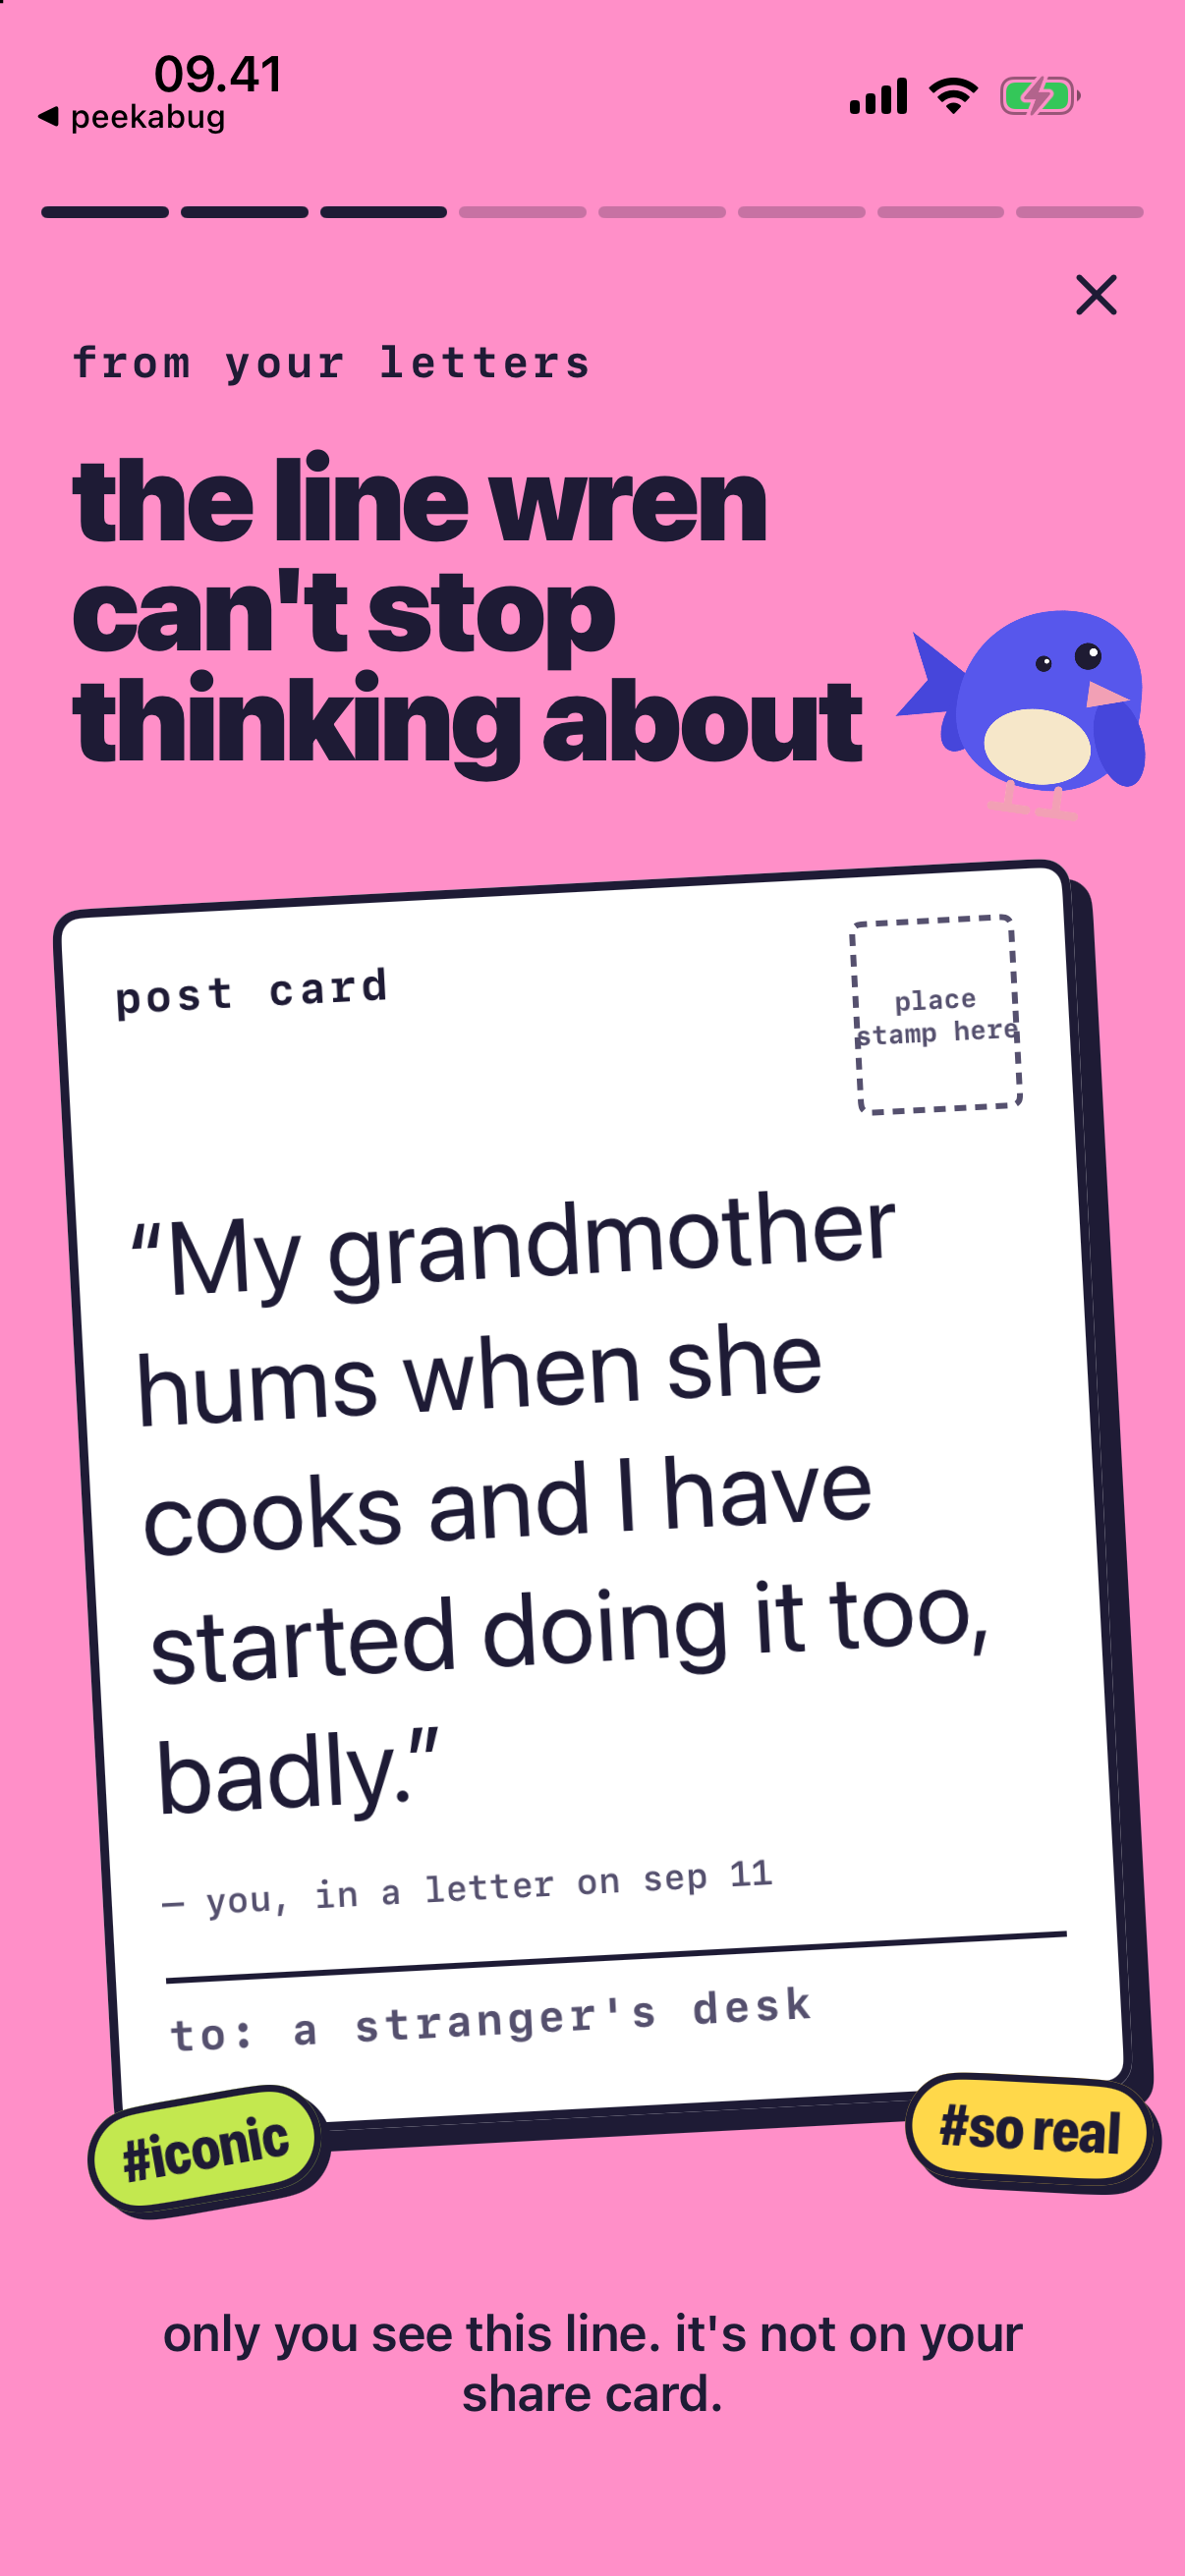 09.41
peekabug
from your letters
the line wren
can't stop
thinking about
post card
place
stamp here
“My grandmother
hums when she
cooks and I have
started doing it too,
badly.”
— you, in a letter on sep 11
to: a stranger's desk
#iconic
#so real
only you see this line. it's not on your
share card.